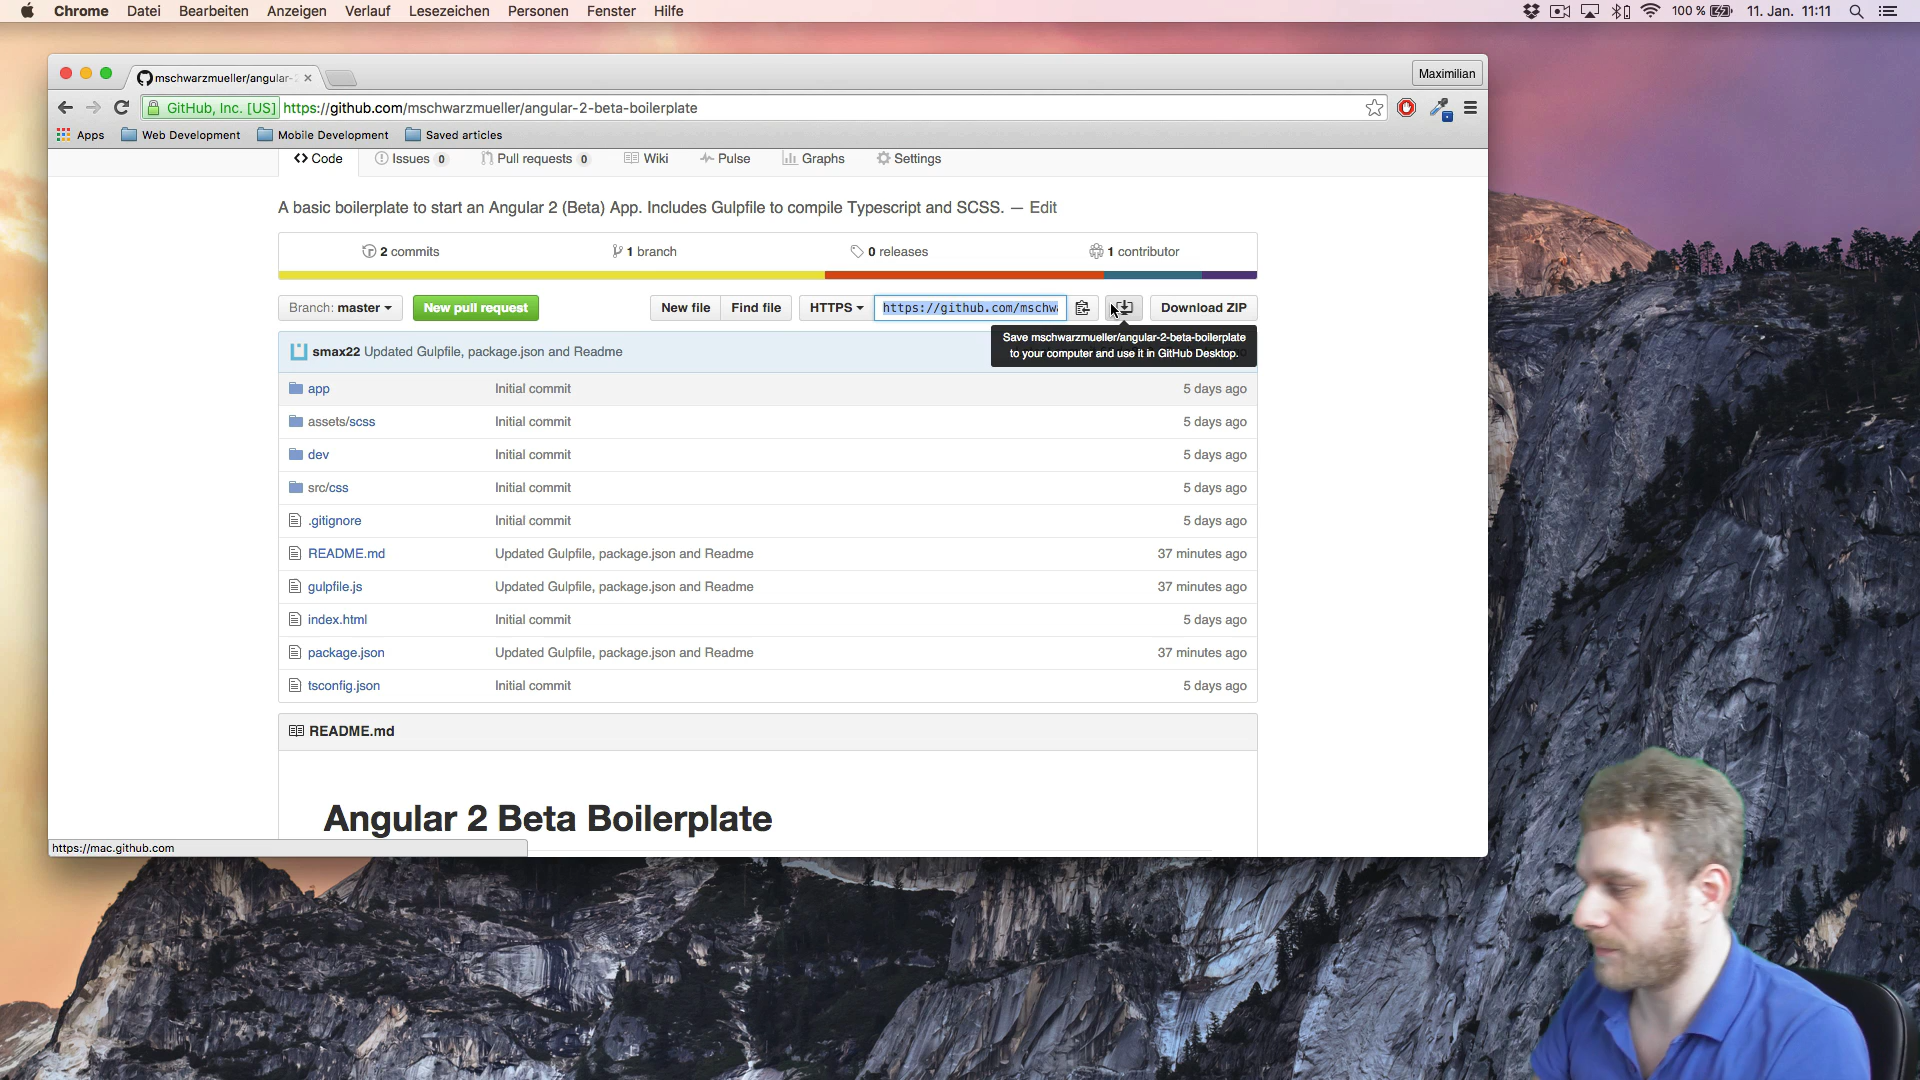 Chrome Datei Bearbeiten Anzeigen Verlauf Lesezeichen Personen Fenster Hilfe 100 % 11. Jan. 11:11
mschwarzmueller/angular- Maximilian
GitHub, Inc. [US] https://github.com/mschwarzmueller/angular-2-beta-boilerplate
Apps Web Development Mobile Development Saved articles
Code Issues 0 Pull requests 0 Wiki Pulse Graphs Settings
A basic boilerplate to start an Angular 2 (Beta) App. Includes Gulpfile to compile Typescript and SCSS. — Edit
2 commits 1 branch 0 releases 1 contributor
Branch: master New pull request New file Find file HTTPS https://github.com/mschw Download ZIP
Save mschwarzmueller/angular-2-beta-boilerplate
to your computer and use it in GitHub Desktop.
smax22 Updated Gulpfile, package.json and Readme
app Initial commit 5 days ago
assets/scss Initial commit 5 days ago
dev Initial commit 5 days ago
src/css Initial commit 5 days ago
.gitignore Initial commit 5 days ago
README.md Updated Gulpfile, package.json and Readme 37 minutes ago
gulpfile.js Updated Gulpfile, package.json and Readme 37 minutes ago
index.html Initial commit 5 days ago
package.json Updated Gulpfile, package.json and Readme 37 minutes ago
tsconfig.json Initial commit 5 days ago
README.md
Angular 2 Beta Boilerplate
https://mac.github.com